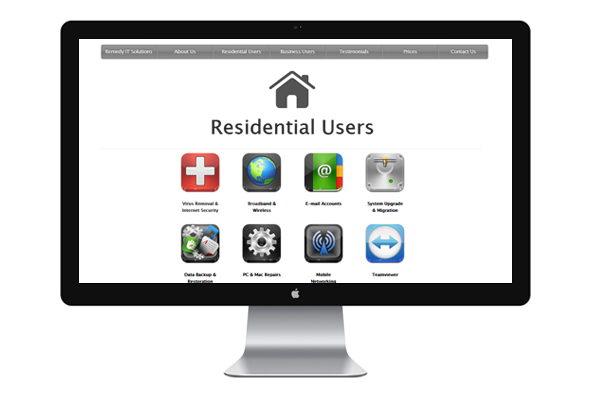 Remedy IT Solutions About Us Residential Users Business Users Testimonials Prices Contact Us
Residential Users
@
Virus Removal & Broadband & E-mail Accounts System Upgrade
Internet Security Wireless & Migration
Data Backup & PC & Mac Repairs Mobile Teamviewer
Restoration Networking